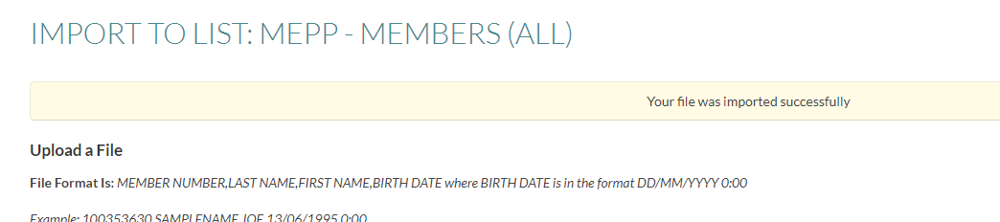 IMPORT TO LIST: MEPP - MEMBERS (ALL)
Your file was imported successfully
Upload a File
File Format Is: MEMBER NUMBER,LAST NAME,FIRST NAME,BIRTH DATE where BIRTH DATE is in the format DD/MM/YYYY 0:00
Example: 100353630,SAMPLENAME,JOE,13/06/1995 0:00